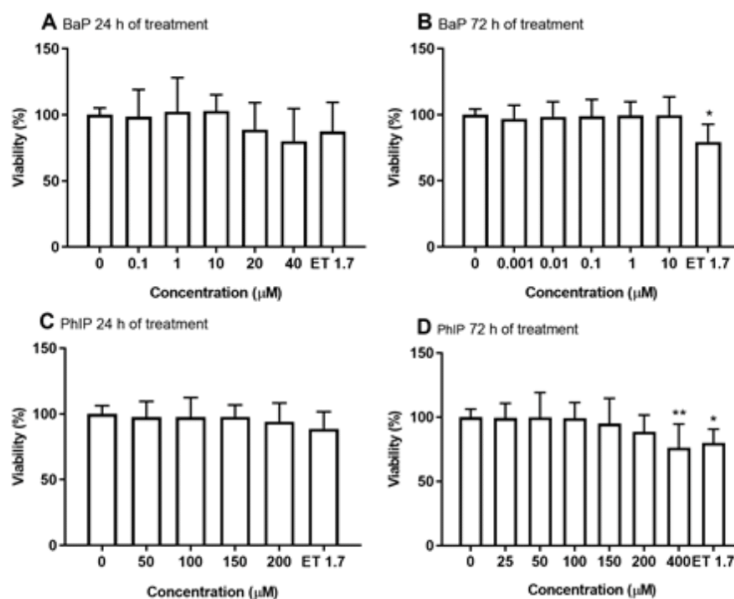 A BaP 24 h of treatment
150
100
50
0
Viability (%)
0 0.1 1 10 20 40 ET 1.7
Concentration (μM)
B BaP 72 h of treatment
150
100
50
0
Viability (%)
*
0 0.001 0.01 0.1 1 10 ET 1.7
Concentration (μM)
C PhIP 24 h of treatment
150
100
50
0
Viability (%)
0 50 100 150 200 ET 1.7
Concentration (μM)
D PhIP 72 h of treatment
150
100
50
0
Viability (%)
** *
0 25 50 100 150 200 400 ET 1.7
Concentration (μM)